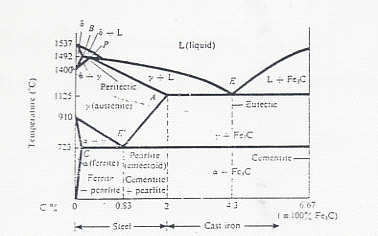 δ
B
δ + L
P
L (liquid)
1537
1492
1400
δ + γ
γ + L
E
L + Fe₃C
Peritectic
A
1125
γ (austenite)
Eutectic
910
Temperature (°C)
α + γ
E'
γ + Fe₃C
723
C
α (ferrite)
Pearlite
(eutectoid)
Cementite
Ferrite
+ pearlite
Cementite
+ pearlite
α + Fe₃C
C %
0
0.83
2
4.3
6.67
(≡ 100% Fe₃C)
Steel
Cast iron